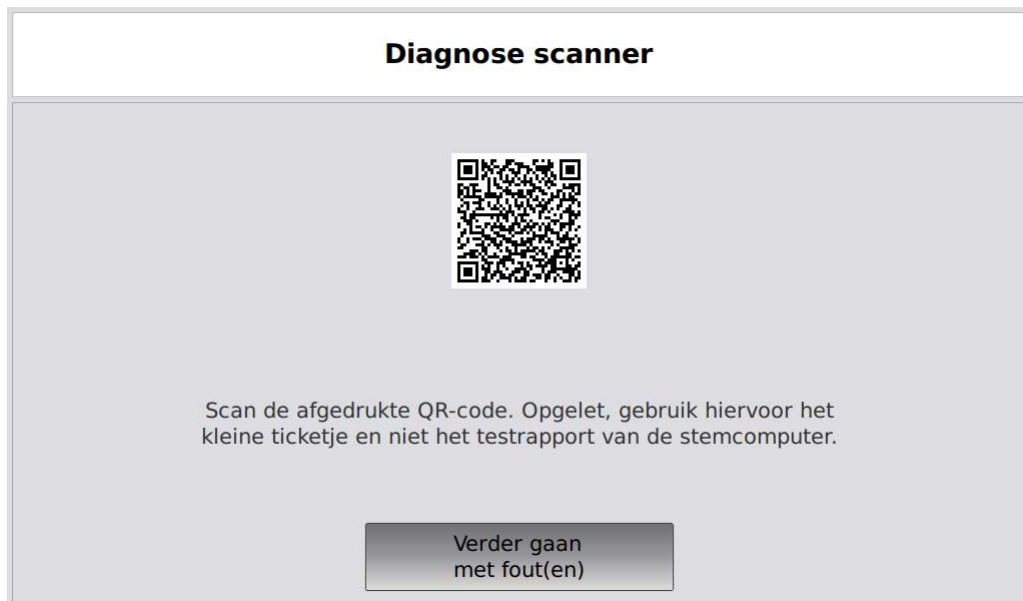 Diagnose scanner
Scan de afgedrukte QR-code. Opgelet, gebruik hiervoor het
kleine ticketje en niet het testrapport van de stemcomputer.
Verder gaan
met fout(en)